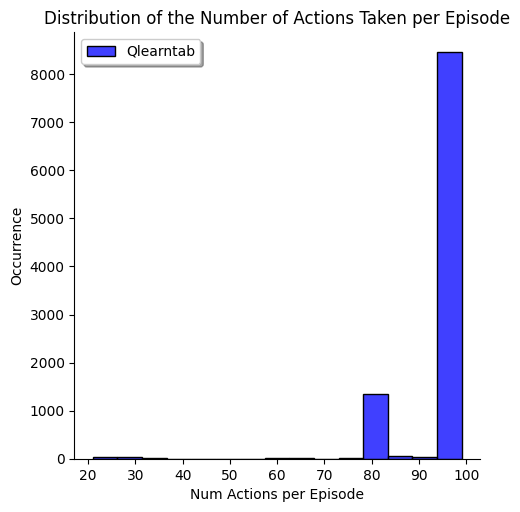 Distribution of the Number of Actions Taken per Episode
Qlearntab
8000
7000
6000
5000
4000
3000
2000
1000
0
Occurrence
20 30 40 50 60 70 80 90 100
Num Actions per Episode